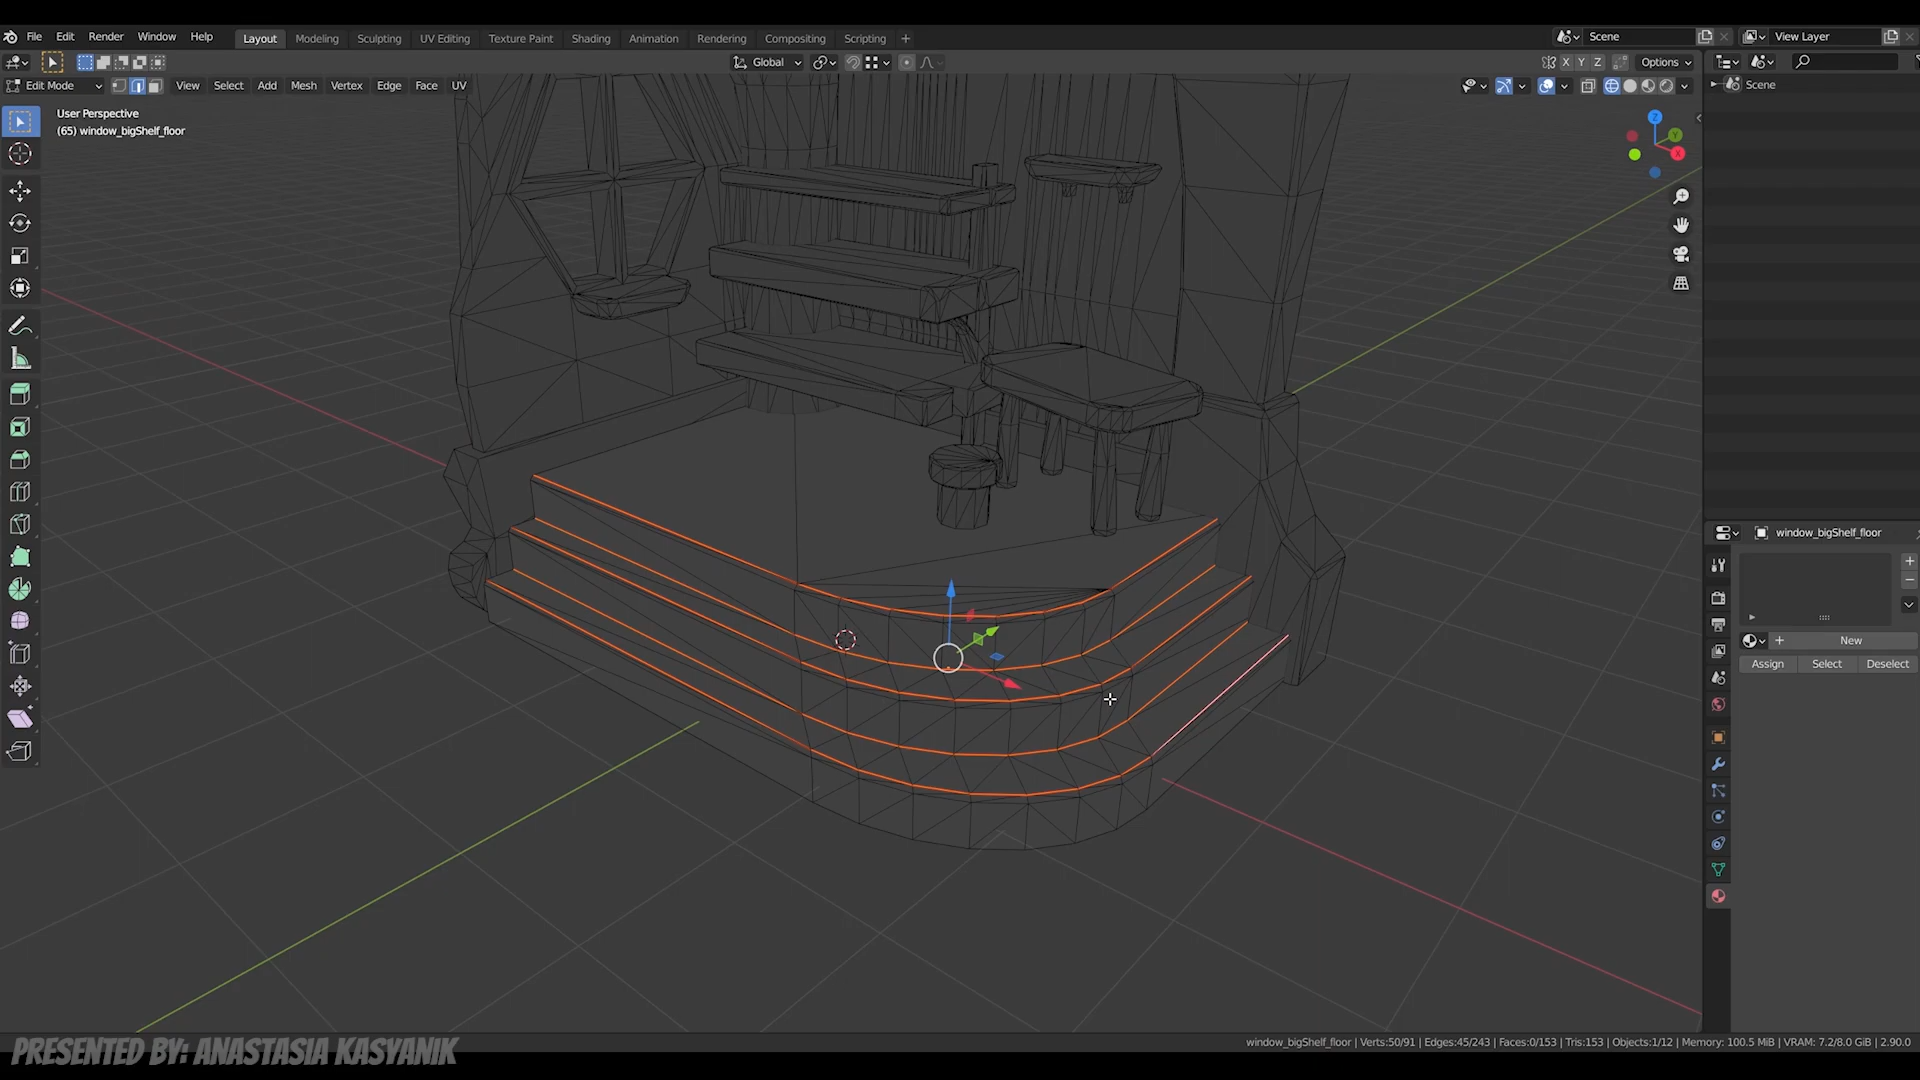 File Edit Render Window Help Layout Modeling Sculpting UV Editing Texture Paint Shading Animation Rendering Compositing Scripting + Scene View Layer
Global X Y Z Options
Edit Mode View Select Add Mesh Vertex Edge Face UV Scene
User Perspective
(65) window_bigShelf_floor
Z
Y
X
window_bigShelf_floor
New
Assign Select Deselect
window_bigShelf_floor | Verts:50/91 | Edges:45/243 | Faces:0/153 | Tris:153 | Objects:1/12 | Memory: 100.5 MiB | VRAM: 7.2/8.0 GiB | 2.90.0
PRESENTED BY: ANASTASIA KASYANIK